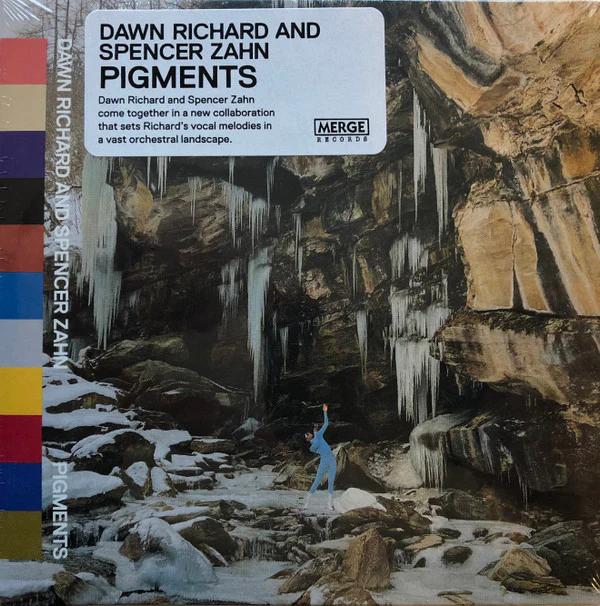 DAWN RICHARD AND
SPENCER ZAHN
PIGMENTS
Dawn Richard and Spencer Zahn
come together in a new collaboration
that sets Richard's vocal melodies in
a vast orchestral landscape.
MERGE
RECORDS
DAWN RICHARD AND SPENCER ZAHN PIGMENTS